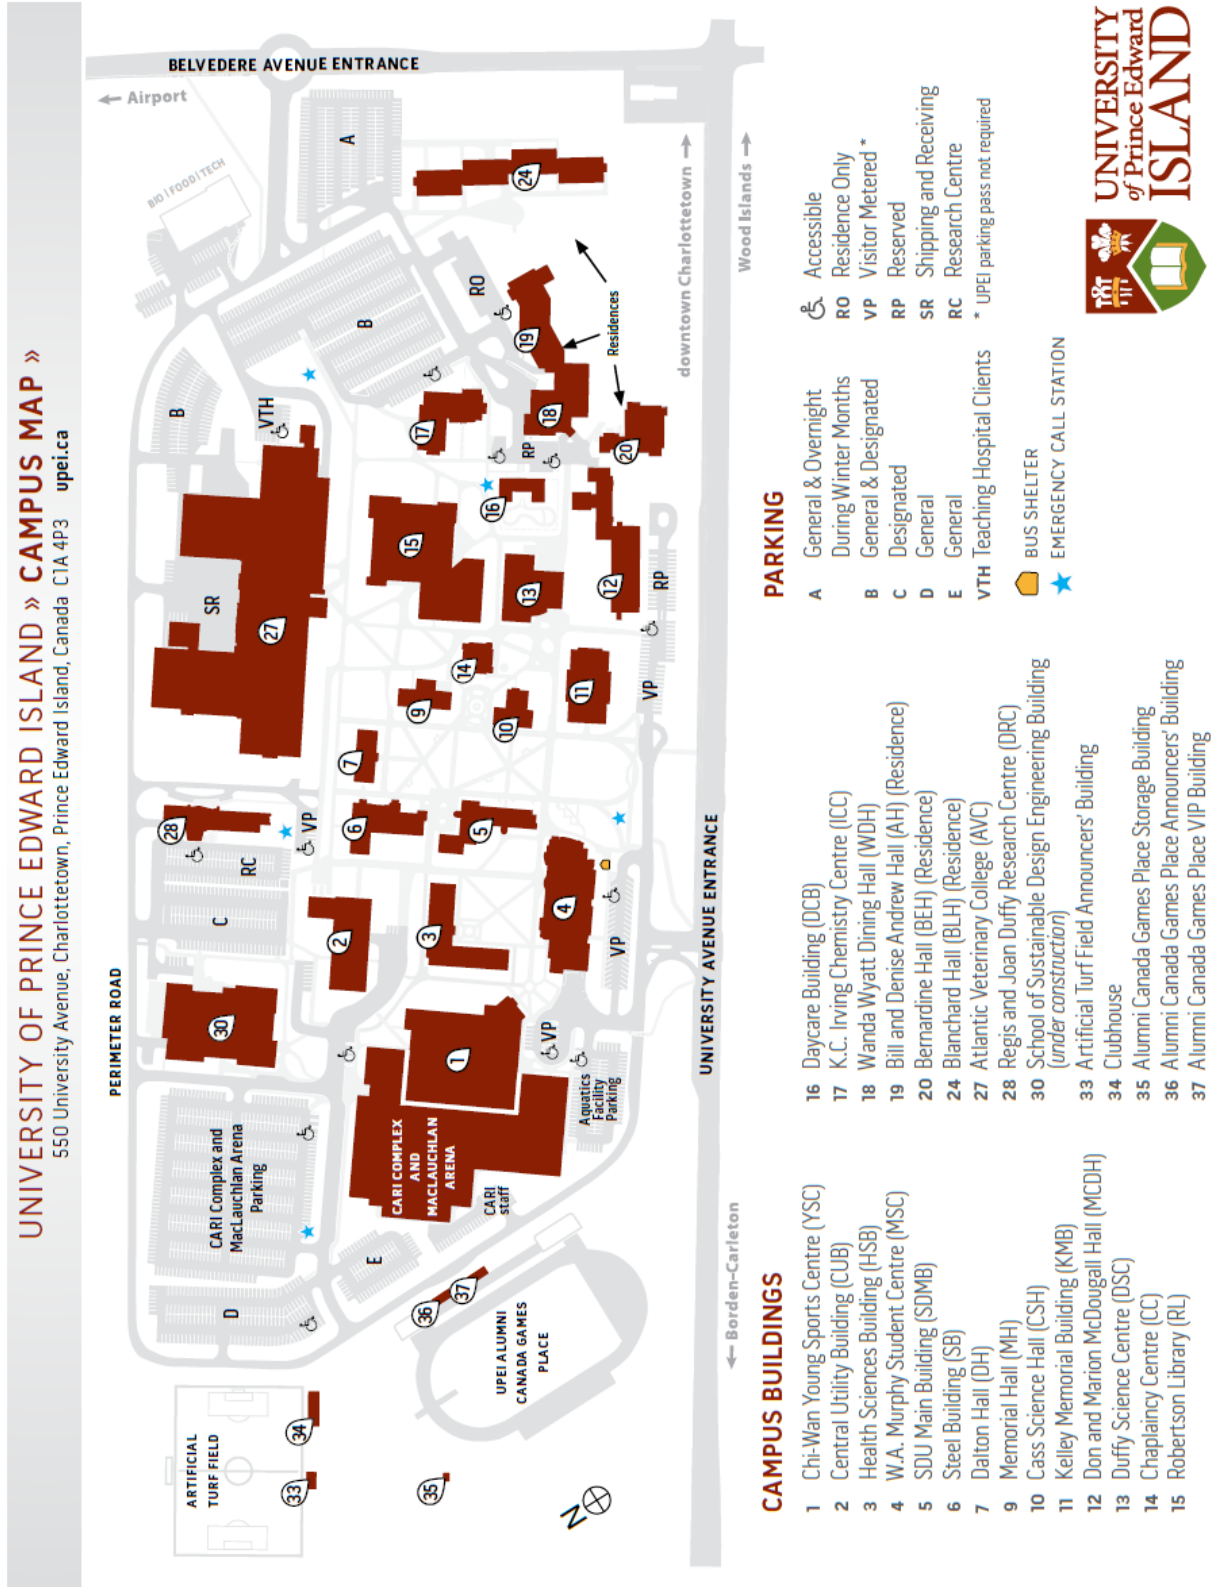 UNIVERSITY OF PRINCE EDWARD ISLAND » CAMPUS MAP »
550 University Avenue, Charlottetown, Prince Edward Island, Canada C1A 4P3 upei.ca
PERIMETER ROAD
BELVEDERE AVENUE ENTRANCE
← Airport
BIO | FOOD | TECH
ARTIFICIAL
TURF FIELD
33
34
35
D
CARI Complex and
MacLauchlan Arena
Parking
30
C
RC
28
VP
SR
27
B
VTH
B
A
E
36
37
UPEI ALUMNI
CANADA GAMES
PLACE
CARI
staff
CARI COMPLEX
AND
MACLAUCHLAN
ARENA
1
2
3
4
5
6
7
9
10
11
12
13
14
15
16
17
18
19
20
24
RO
RP
Residences
Aquatics
Facility
Parking
VP
VP
VP
RP
N
UNIVERSITY AVENUE ENTRANCE
downtown Charlottetown →
← Borden–Carleton
Wood Islands →
CAMPUS BUILDINGS
1 Chi-Wan Young Sports Centre (YSC)
2 Central Utility Building (CUB)
3 Health Sciences Building (HSB)
4 W.A. Murphy Student Centre (MSC)
5 SDU Main Building (SDMB)
6 Steel Building (SB)
7 Dalton Hall (DH)
9 Memorial Hall (MH)
10 Cass Science Hall (CSH)
11 Kelley Memorial Building (KMB)
12 Don and Marion McDougall Hall (MCDH)
13 Duffy Science Centre (DSC)
14 Chaplaincy Centre (CC)
15 Robertson Library (RL)
16 Daycare Building (DCB)
17 K.C. Irving Chemistry Centre (ICC)
18 Wanda Wyatt Dining Hall (WDH)
19 Bill and Denise Andrew Hall (AH) (Residence)
20 Bernardine Hall (BEH) (Residence)
24 Blanchard Hall (BLH) (Residence)
27 Atlantic Veterinary College (AVC)
28 Regis and Joan Duffy Research Centre (DRC)
30 School of Sustainable Design Engineering Building
(under construction)
33 Artificial Turf Field Announcers' Building
34 Clubhouse
35 Alumni Canada Games Place Storage Building
36 Alumni Canada Games Place Announcers' Building
37 Alumni Canada Games Place VIP Building
PARKING
A General & Overnight
During Winter Months
B General & Designated
C Designated
D General
E General
VTH Teaching Hospital Clients
BUS SHELTER
EMERGENCY CALL STATION
Accessible
RO Residence Only
VP Visitor Metered *
RP Reserved
SR Shipping and Receiving
RC Research Centre
* UPEI parking pass not required
UNIVERSITY
of Prince Edward
ISLAND